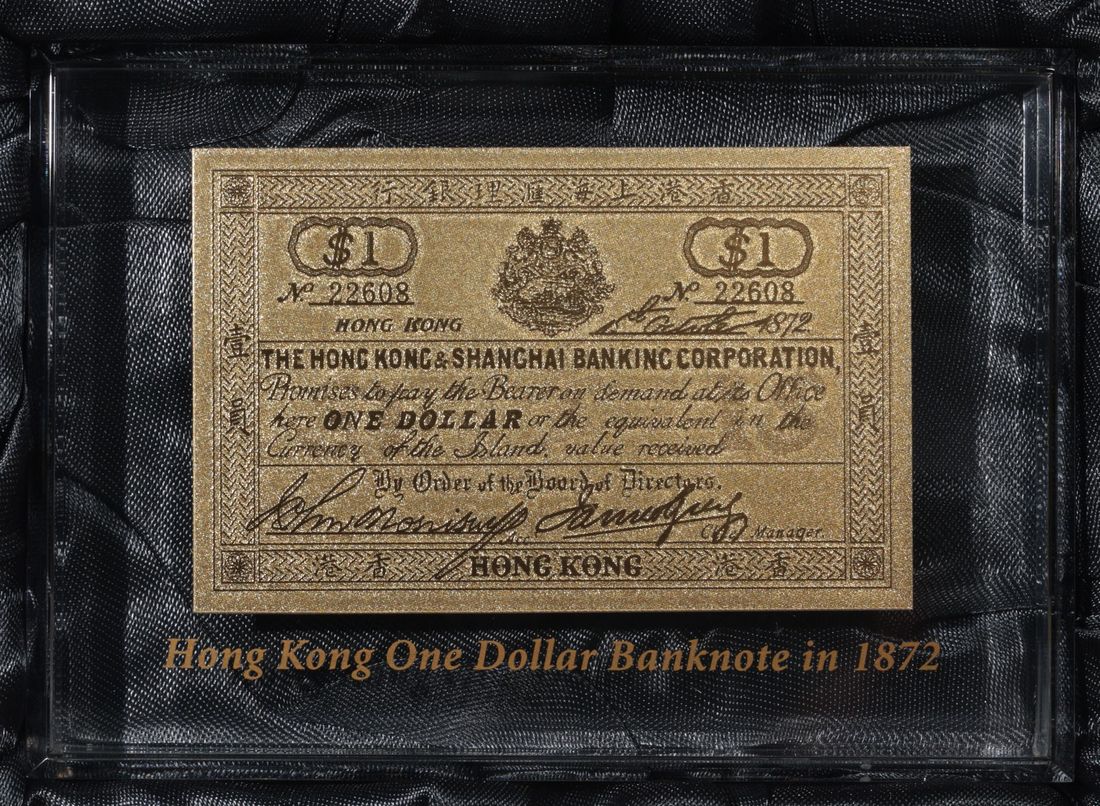 行銀理匯海上港香
$1 $1
No. 22608 No. 22608
HONG KONG 1st October 1872
壹 壹
員 員
THE HONG KONG & SHANGHAI BANKING CORPORATION,
Promises to pay the Bearer on demand at its Office
here ONE DOLLAR or the equivalent in the
Currency of the Island, value received
By Order of the Board of Directors.
Manager.
港香 HONG KONG 港香
Hong Kong One Dollar Banknote in 1872